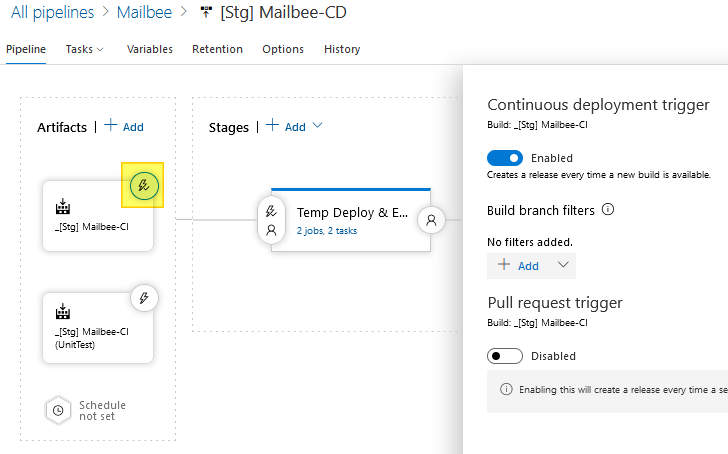 All pipelines > Mailbee > [Stg] Mailbee-CD
Pipeline Tasks Variables Retention Options History
Artifacts | + Add
Stages | + Add
_[Stg] Mailbee-CI
Temp Deploy & E...
2 jobs, 2 tasks
_[Stg] Mailbee-CI
(UnitTest)
Schedule
not set
Continuous deployment trigger
Build: _[Stg] Mailbee-CI
Enabled
Creates a release every time a new build is available.
Build branch filters
No filters added.
+ Add
Pull request trigger
Build: _[Stg] Mailbee-CI
Disabled
Enabling this will create a release every time a se